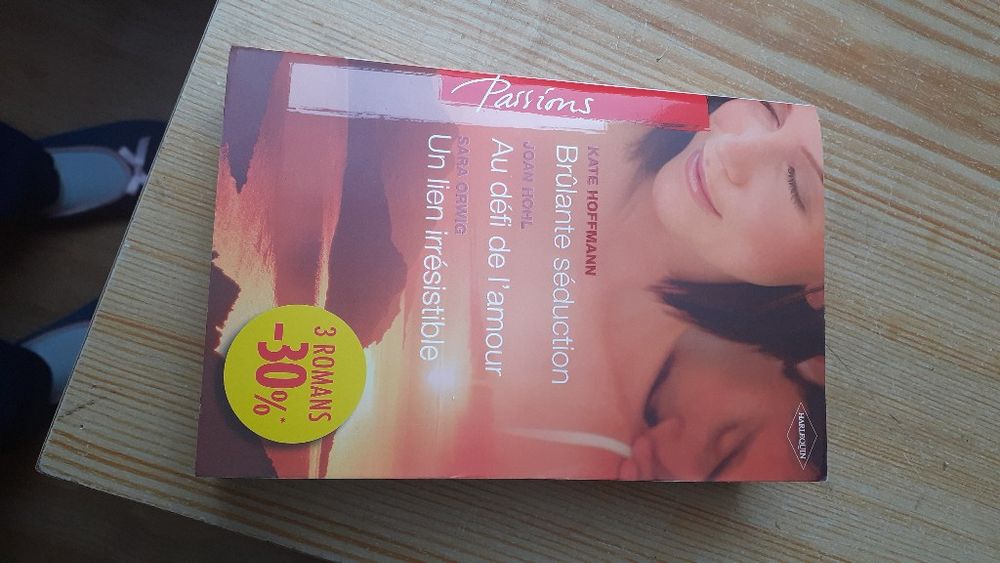 Passions
KATE HOFFMANN
Brûlante séduction
JOAN HOHL
Au défi de l'amour
SARA ORWIG
Un lien irrésistible
3 ROMANS
-30%*
HARLEQUIN